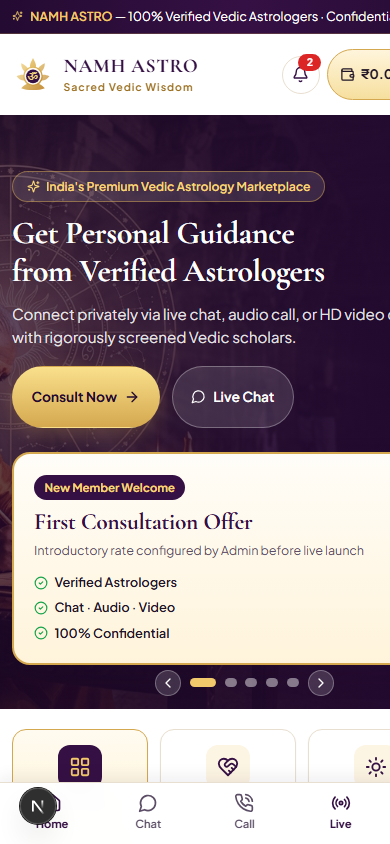 NAMH ASTRO — 100% Verified Vedic Astrologers · Confidenti
NAMH ASTRO
Sacred Vedic Wisdom
2
₹0.0
India's Premium Vedic Astrology Marketplace
Get Personal Guidance
from Verified Astrologers
Connect privately via live chat, audio call, or HD video
with rigorously screened Vedic scholars.
Consult Now →
Live Chat
New Member Welcome
First Consultation Offer
Introductory rate configured by Admin before live launch
Verified Astrologers
Chat · Audio · Video
100% Confidential
N
Home
Chat
Call
Live